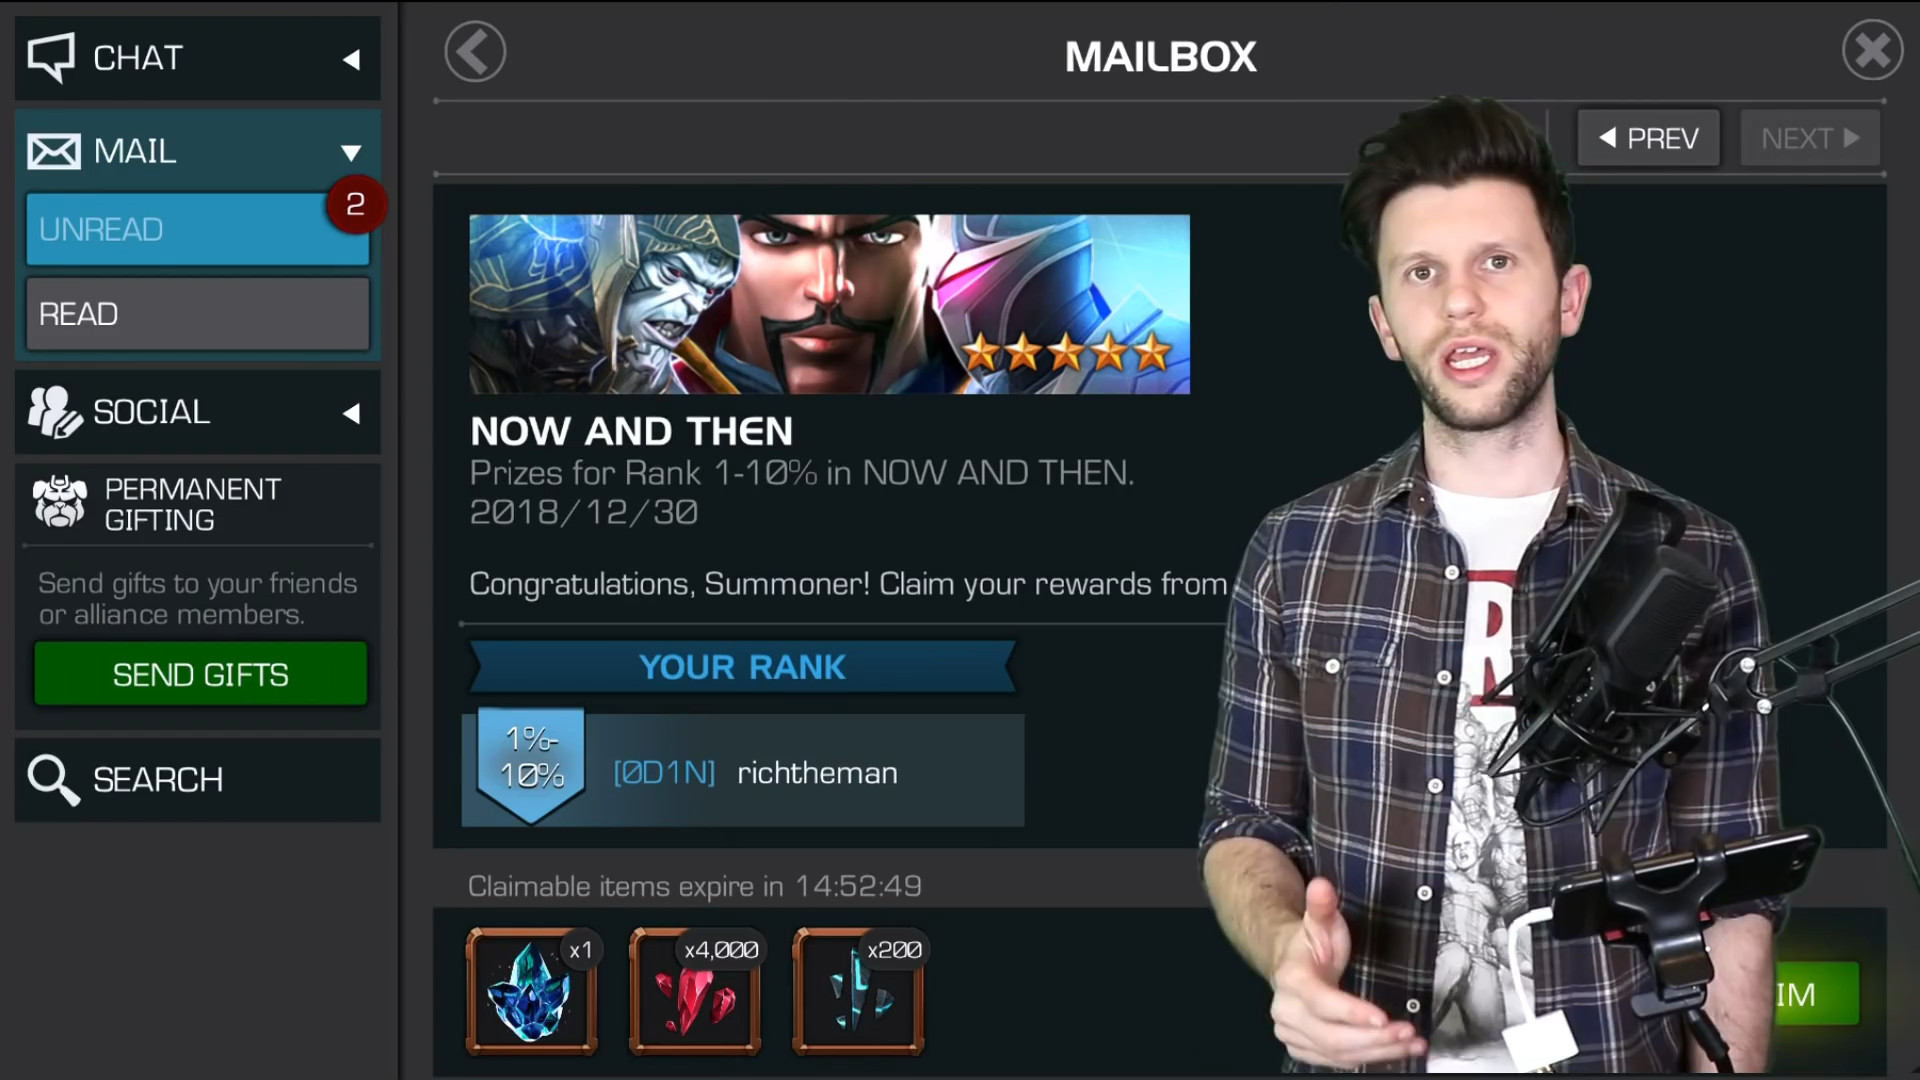 CHAT
MAIL
2
UNREAD
READ
SOCIAL
PERMANENT
GIFTING
Send gifts to your friends
or alliance members.
SEND GIFTS
SEARCH
MAILBOX
PREV
NEXT
NOW AND THEN
Prizes for Rank 1-10% in NOW AND THEN.
2018/12/30
Congratulations, Summoner! Claim your rewards from
YOUR RANK
1%-
10%
[0D1N] richtheman
Claimable items expire in 14:52:49
x1
x4,000
x200
IM
R